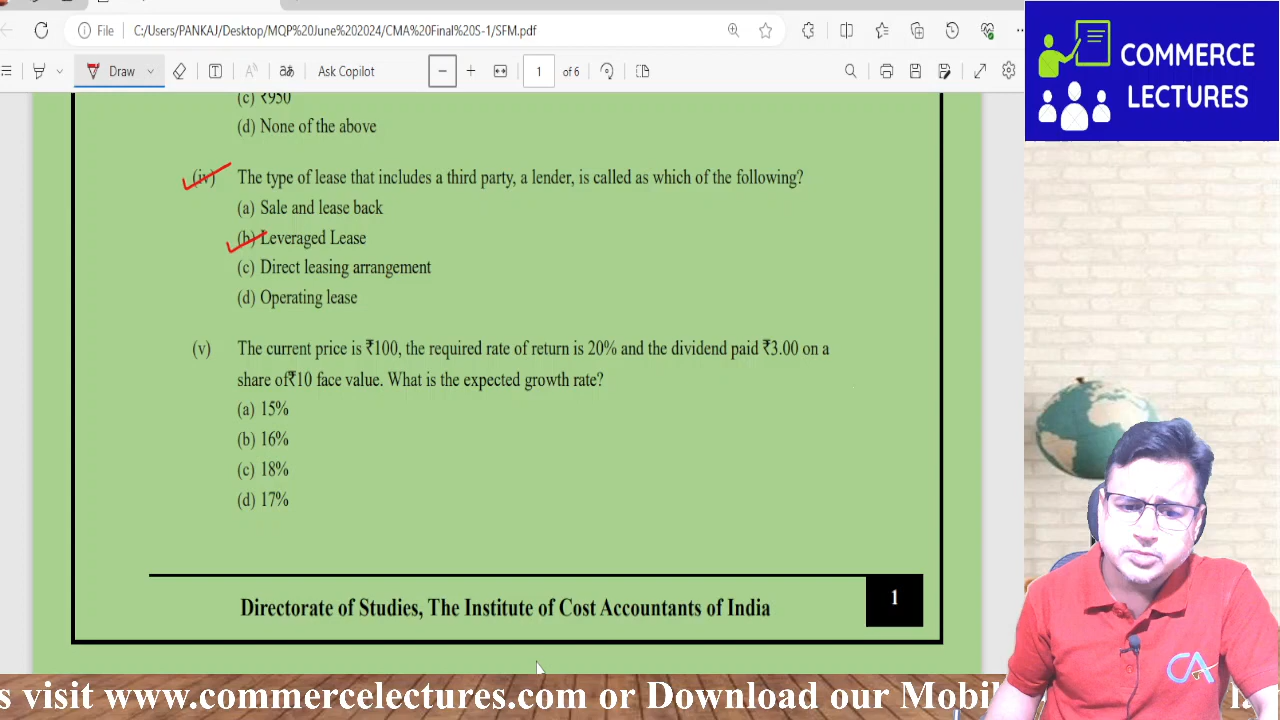 File
C:/Users/PANKAJ/Desktop/MQP%20June%202024/CMA%20Final%20S-1/SFM.pdf
Draw
Ask Copilot
1 of 6
(c) ₹950
(d) None of the above
(iv) The type of lease that includes a third party, a lender, is called as which of the following?
(a) Sale and lease back
(b) Leveraged Lease
(c) Direct leasing arrangement
(d) Operating lease
(v) The current price is ₹100, the required rate of return is 20% and the dividend paid ₹3.00 on a
share of₹10 face value. What is the expected growth rate?
(a) 15%
(b) 16%
(c) 18%
(d) 17%
Directorate of Studies, The Institute of Cost Accountants of India
1
COMMERCE
LECTURES
CA
s visit www.commercelectures.com or Download our Mobil